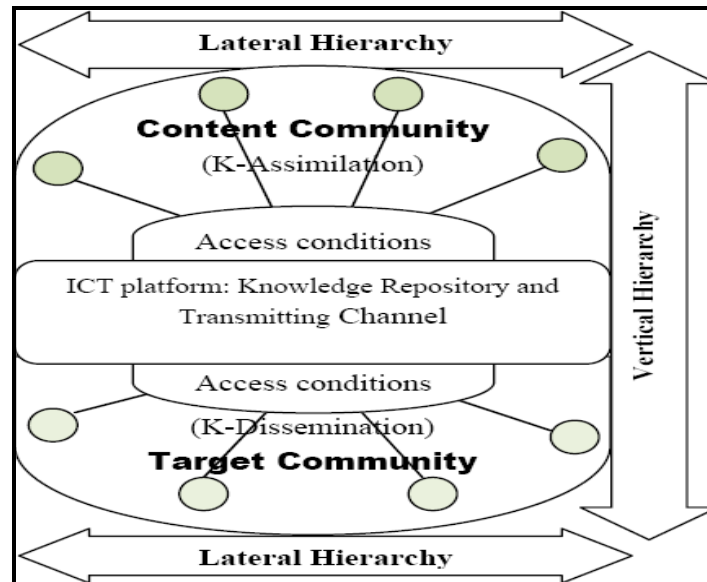 Lateral Hierarchy
Content Community
(K-Assimilation)
Access conditions
ICT platform: Knowledge Repository and
Transmitting Channel
Access conditions
(K-Dissemination)
Target Community
Lateral Hierarchy
Vertical Hierarchy